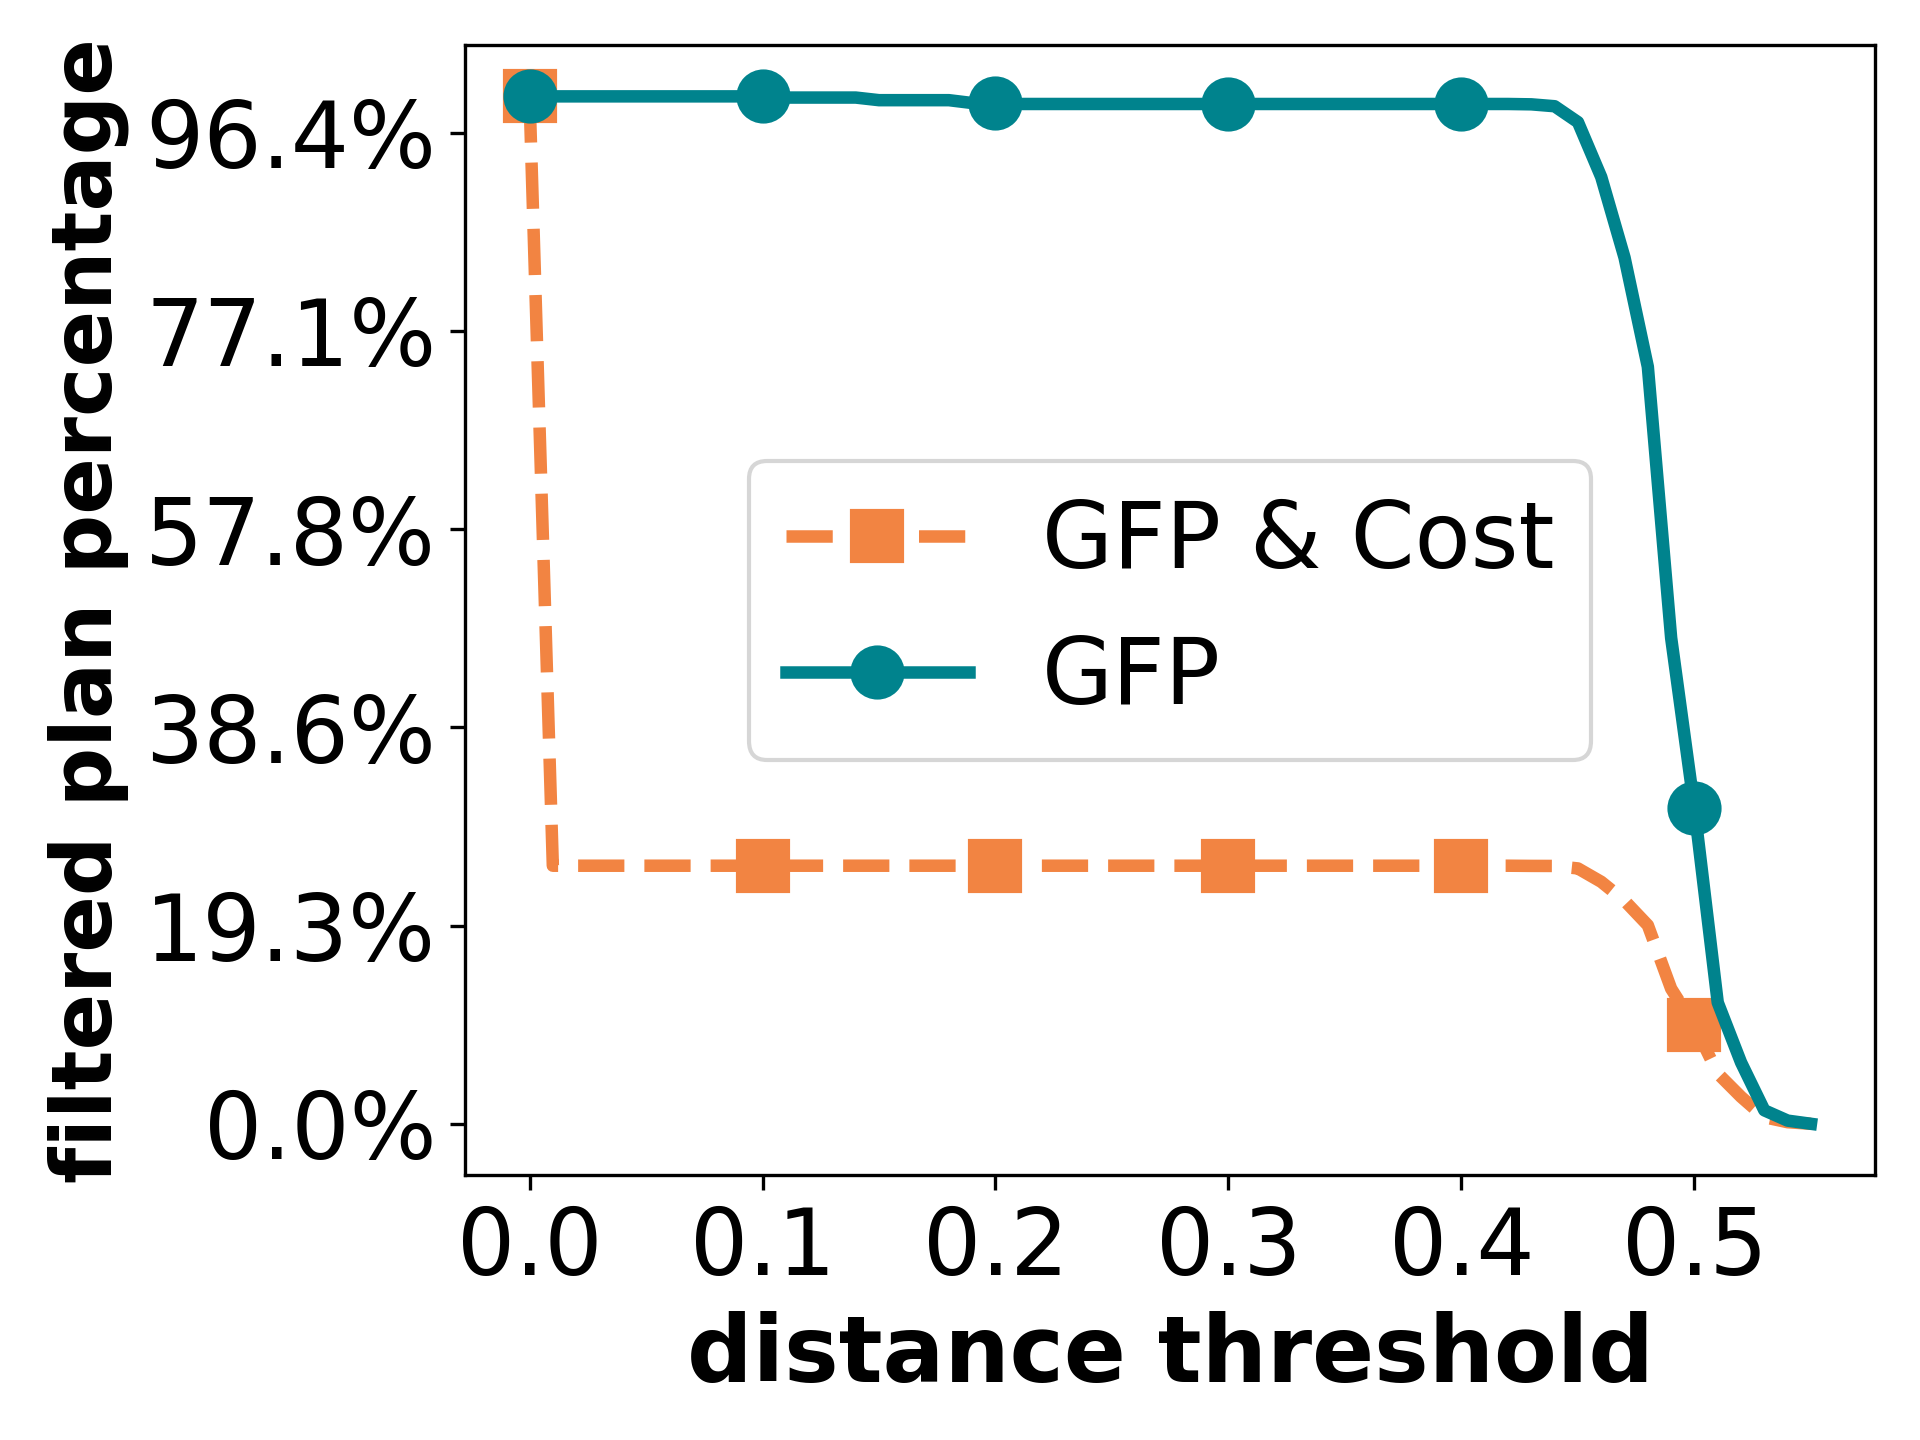 filtered plan percentage
96.4%
77.1%
57.8%
38.6%
19.3%
0.0%
GFP & Cost
GFP
0.0 0.1 0.2 0.3 0.4 0.5
distance threshold